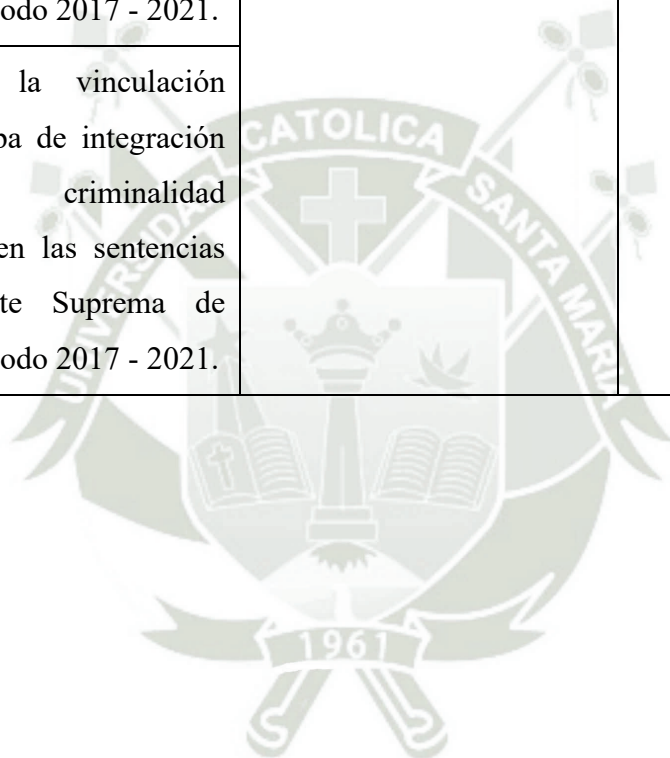 odo 2017 - 2021.
la vinculación
pa de integración
criminalidad
en las sentencias
te Suprema de
odo 2017 - 2021.
UNIVERSIDAD CATOLICA SANTA MARIA
1961